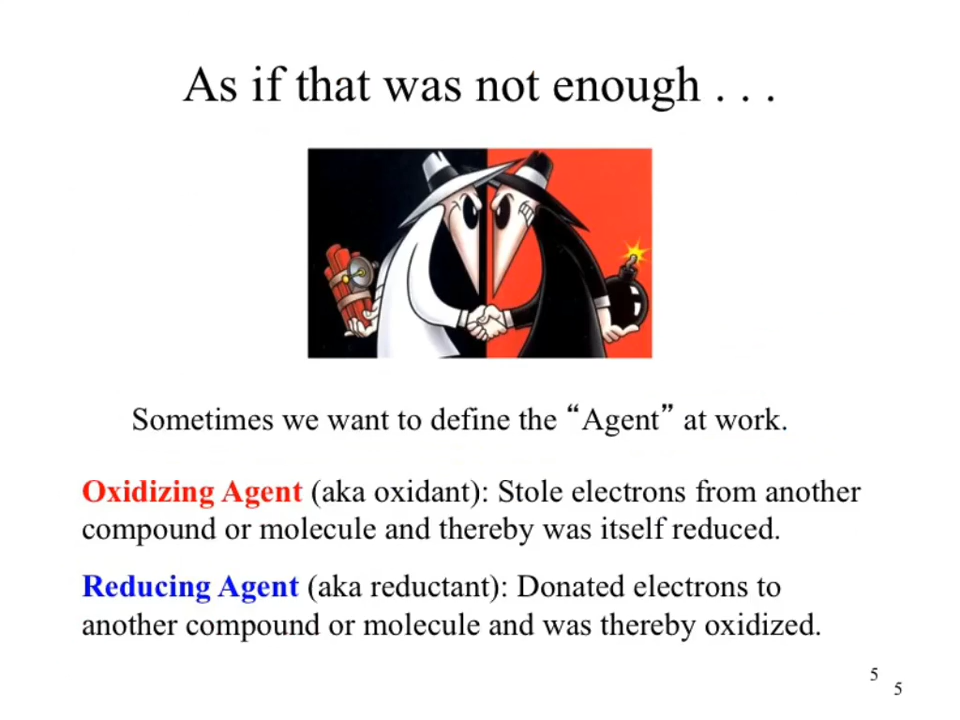 As if that was not enough . . .
Sometimes we want to define the “Agent” at work.
Oxidizing Agent (aka oxidant): Stole electrons from another
compound or molecule and thereby was itself reduced.
Reducing Agent (aka reductant): Donated electrons to
another compound or molecule and was thereby oxidized.
5
5